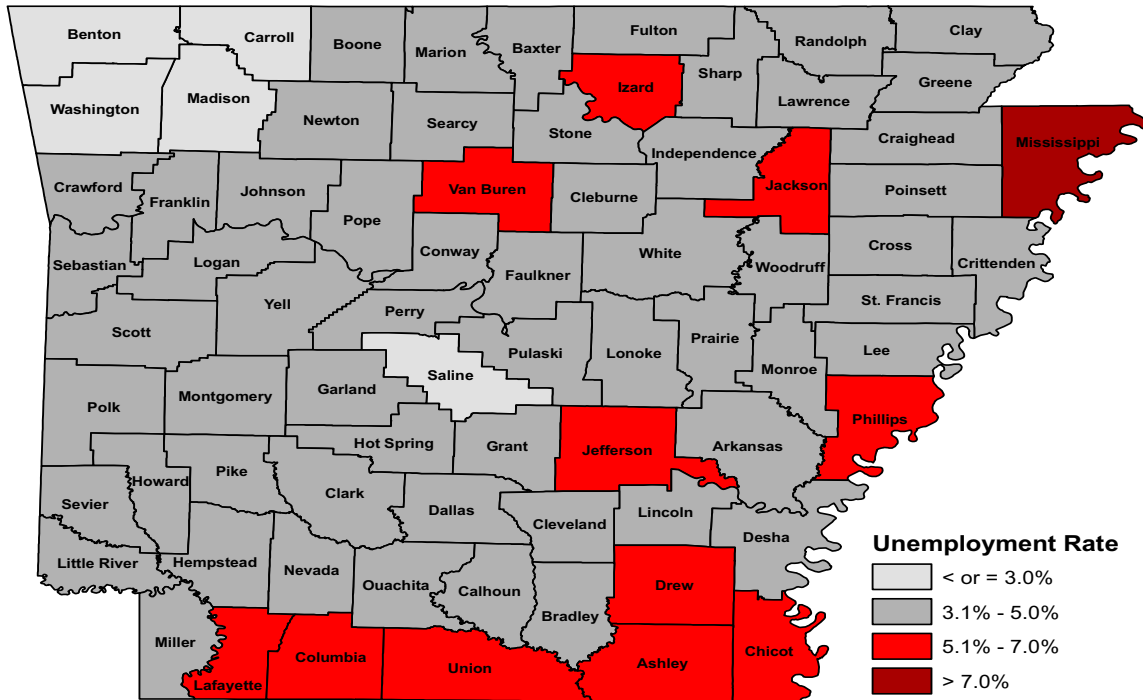 Benton
Carroll
Boone
Marion
Baxter
Fulton
Randolph
Clay
Izard
Sharp
Greene
Washington
Madison
Lawrence
Newton
Searcy
Stone
Independence
Craighead
Mississippi
Crawford
Franklin
Johnson
Van Buren
Cleburne
Jackson
Poinsett
Pope
Sebastian
Logan
Conway
Faulkner
White
Woodruff
Cross
Crittenden
Yell
Perry
St. Francis
Scott
Pulaski
Lonoke
Prairie
Lee
Saline
Monroe
Polk
Montgomery
Garland
Phillips
Hot Spring
Grant
Jefferson
Arkansas
Pike
Howard
Sevier
Clark
Dallas
Cleveland
Lincoln
Desha
Little River
Hempstead
Nevada
Ouachita
Calhoun
Bradley
Drew
Miller
Lafayette
Columbia
Union
Ashley
Chicot
Unemployment Rate
< or = 3.0%
3.1% - 5.0%
5.1% - 7.0%
> 7.0%